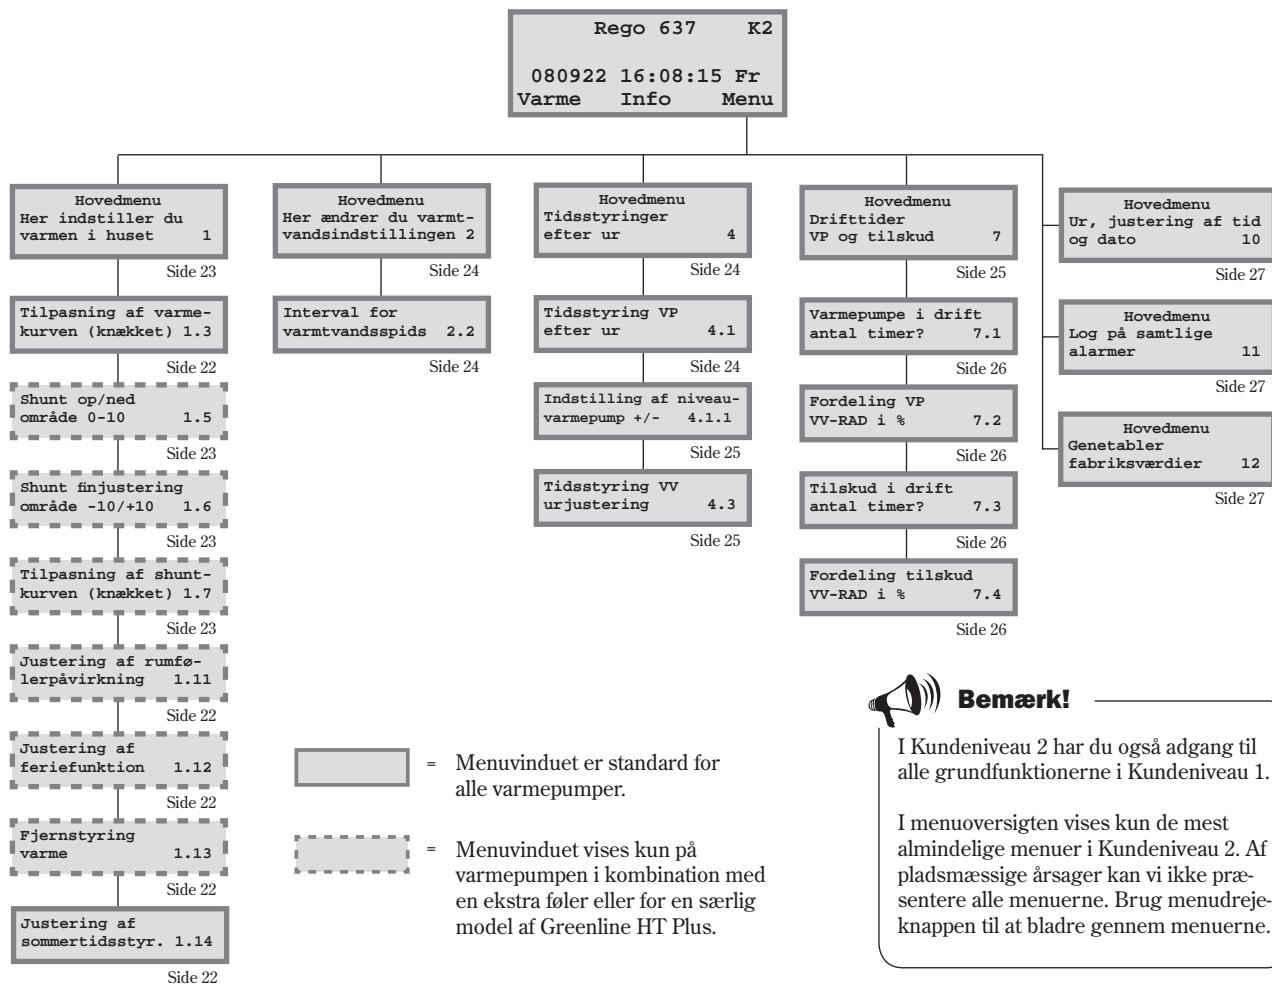 Rego 637 K2
080922 16:08:15 Fr
Varme Info Menu
Hovedmenu
Her indstiller du
varmen i huset 1
Side 23
Tilpasning af varme-
kurven (knækket) 1.3
Side 22
Shunt op/ned
område 0-10 1.5
Side 23
Shunt finjustering
område -10/+10 1.6
Side 23
Tilpasning af shunt-
kurven (knækket) 1.7
Side 23
Justering af rumfø-
lerpåvirkning 1.11
Side 22
Justering af
feriefunktion 1.12
Side 22
Fjernstyring
varme 1.13
Side 22
Justering af
sommertidsstyr. 1.14
Side 22
Hovedmenu
Her ændrer du varmt-
vandsindstillingen 2
Side 24
Interval for
varmtvandsspids 2.2
Side 24
Hovedmenu
Tidsstyringer
efter ur 4
Side 24
Tidsstyring VP
efter ur 4.1
Side 24
Indstilling af niveau-
varmepump +/- 4.1.1
Side 25
Tidsstyring VV
urjustering 4.3
Side 25
Hovedmenu
Drifttider
VP og tilskud 7
Side 25
Varmepumpe i drift
antal timer? 7.1
Side 26
Fordeling VP
VV-RAD i % 7.2
Side 26
Tilskud i drift
antal timer? 7.3
Side 26
Fordeling tilskud
VV-RAD i % 7.4
Side 26
Hovedmenu
Ur, justering af tid
og dato 10
Side 27
Hovedmenu
Log på samtlige
alarmer 11
Side 27
Hovedmenu
Genetabler
fabriksværdier 12
Side 27
= Menuvinduet er standard for
alle varmepumper.
= Menuvinduet vises kun på
varmepumpen i kombination med
en ekstra føler eller for en særlig
model af Greenline HT Plus.
Bemærk!
I Kundeniveau 2 har du også adgang til
alle grundfunktionerne i Kundeniveau 1.
I menuoversigten vises kun de mest
almindelige menuer i Kundeniveau 2. Af
pladsmæssige årsager kan vi ikke præ-
sentere alle menuerne. Brug menudreje-
knappen til at bladre gennem menuerne.